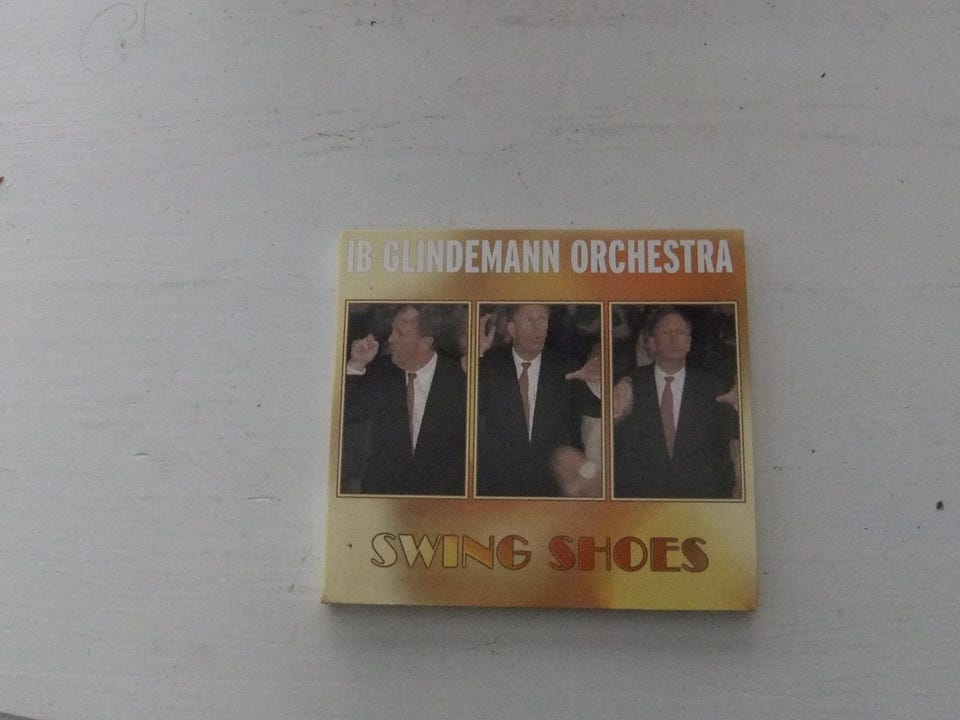 IB GLINDEMANN ORCHESTRA
SWING SHOES